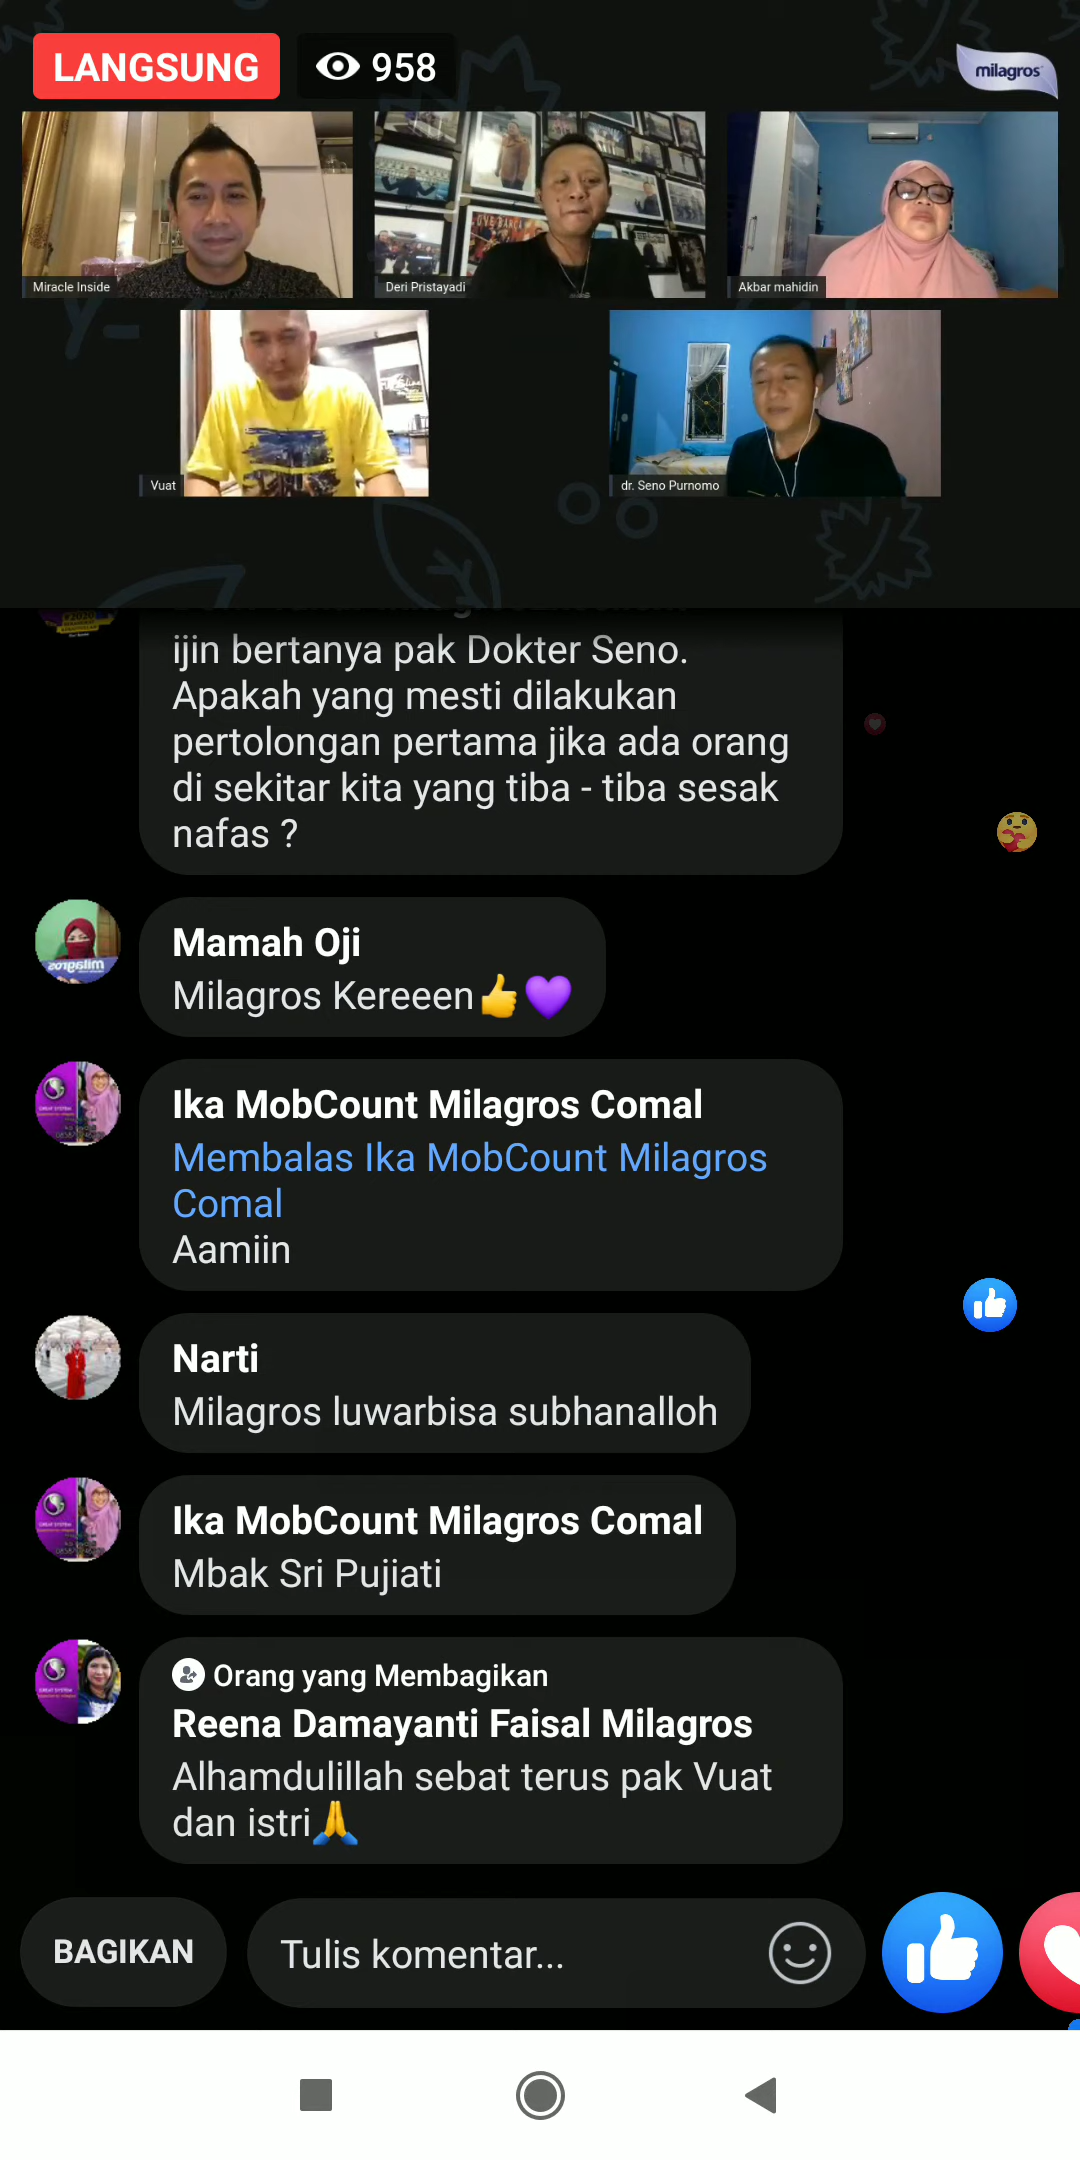 LANGSUNG
958
milagros
Miracle Inside
Deri Pristayadi
Akbar mahidin
Vuat
dr. Seno Purnomo
ijin bertanya pak Dokter Seno.
Apakah yang mesti dilakukan
pertolongan pertama jika ada orang
di sekitar kita yang tiba - tiba sesak
nafas ?
Mamah Oji
Milagros Kereeen👍💜
Ika MobCount Milagros Comal
Membalas Ika MobCount Milagros
Comal
Aamiin
Narti
Milagros luwarbisa subhanalloh
Ika MobCount Milagros Comal
Mbak Sri Pujiati
Orang yang Membagikan
Reena Damayanti Faisal Milagros
Alhamdulillah sebat terus pak Vuat
dan istri🙏
BAGIKAN
Tulis komentar...